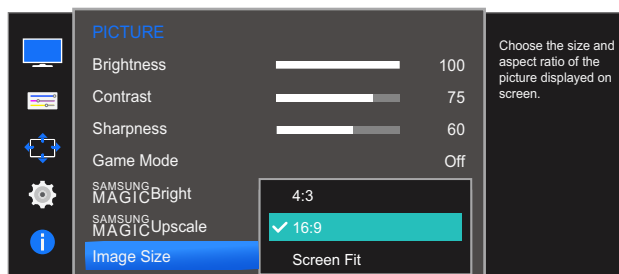 PICTURE
Brightness 100
Contrast 75
Sharpness 60
Game Mode Off
SAMSUNG
MAGIC Bright
SAMSUNG
MAGIC Upscale
Image Size
4:3
16:9
Screen Fit
Choose the size and
aspect ratio of the
picture displayed on
screen.